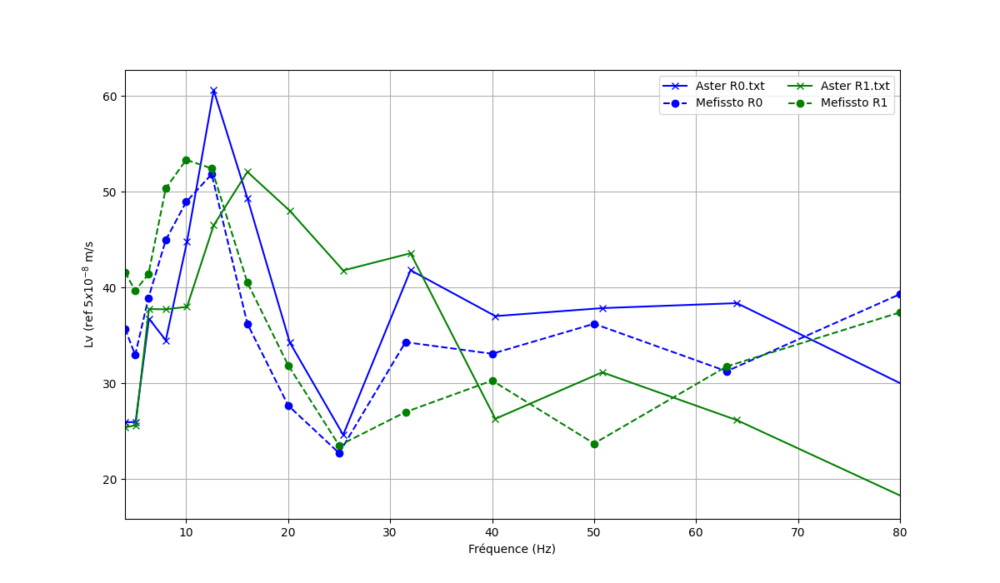 Aster R0.txt
Mefissto R0
Aster R1.txt
Mefissto R1
60
50
40
30
20
Lv (ref 5x10⁻⁸ m/s
10 20 30 40 50 60 70 80
Fréquence (Hz)